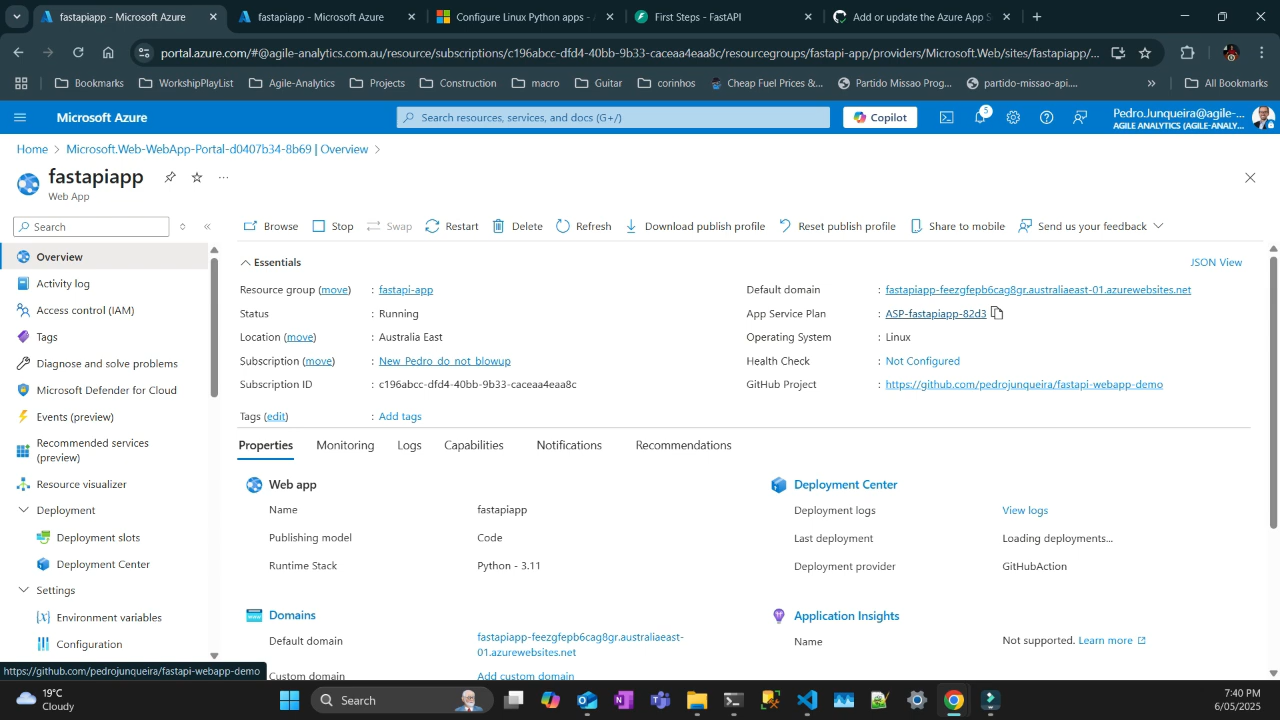 fastapiapp - Microsoft Azure
fastapiapp - Microsoft Azure
Configure Linux Python apps - A
First Steps - FastAPI
Add or update the Azure App S
portal.azure.com/#@agile-analytics.com.au/resource/subscriptions/c196abcc-dfd4-40bb-9b33-caceaa4eaa8c/resourcegroups/fastapi-app/providers/Microsoft.Web/sites/fastapiapp/...
Bookmarks
WorkshipPlayList
Agile-Analytics
Projects
Construction
macro
Guitar
corinhos
Cheap Fuel Prices &...
Partido Missao Prog...
partido-missao-api....
All Bookmarks
Microsoft Azure
Search resources, services, and docs (G+/)
Copilot
5
Pedro.Junqueira@agile-...
AGILE ANALYTICS (AGILE-ANALY...
Home > Microsoft.Web-WebApp-Portal-d0407b34-8b69 | Overview >
fastapiapp
Web App
Search
Browse
Stop
Swap
Restart
Delete
Refresh
Download publish profile
Reset publish profile
Share to mobile
Send us your feedback
Overview
Activity log
Access control (IAM)
Tags
Diagnose and solve problems
Microsoft Defender for Cloud
Events (preview)
Recommended services
(preview)
Resource visualizer
Deployment
Deployment slots
Deployment Center
Settings
Environment variables
Configuration
Essentials
JSON View
Resource group (move) : fastapi-app
Status : Running
Location (move) : Australia East
Subscription (move) : New_Pedro_do_not_blowup
Subscription ID : c196abcc-dfd4-40bb-9b33-caceaa4eaa8c
Tags (edit) : Add tags
Default domain : fastapiapp-feezgfepb6cag8gr.australiaeast-01.azurewebsites.net
App Service Plan : ASP-fastapiapp-82d3
Operating System : Linux
Health Check : Not Configured
GitHub Project : https://github.com/pedrojunqueira/fastapi-webapp-demo
Properties
Monitoring
Logs
Capabilities
Notifications
Recommendations
Web app
Name fastapiapp
Publishing model Code
Runtime Stack Python - 3.11
Domains
Default domain fastapiapp-feezgfepb6cag8gr.australiaeast-
01.azurewebsites.net
Custom domain Add custom domain
Deployment Center
Deployment logs View logs
Last deployment Loading deployments...
Deployment provider GitHubAction
Application Insights
Name Not supported. Learn more
https://github.com/pedrojunqueira/fastapi-webapp-demo
19°C
Cloudy
Search
7:40 PM
6/05/2025